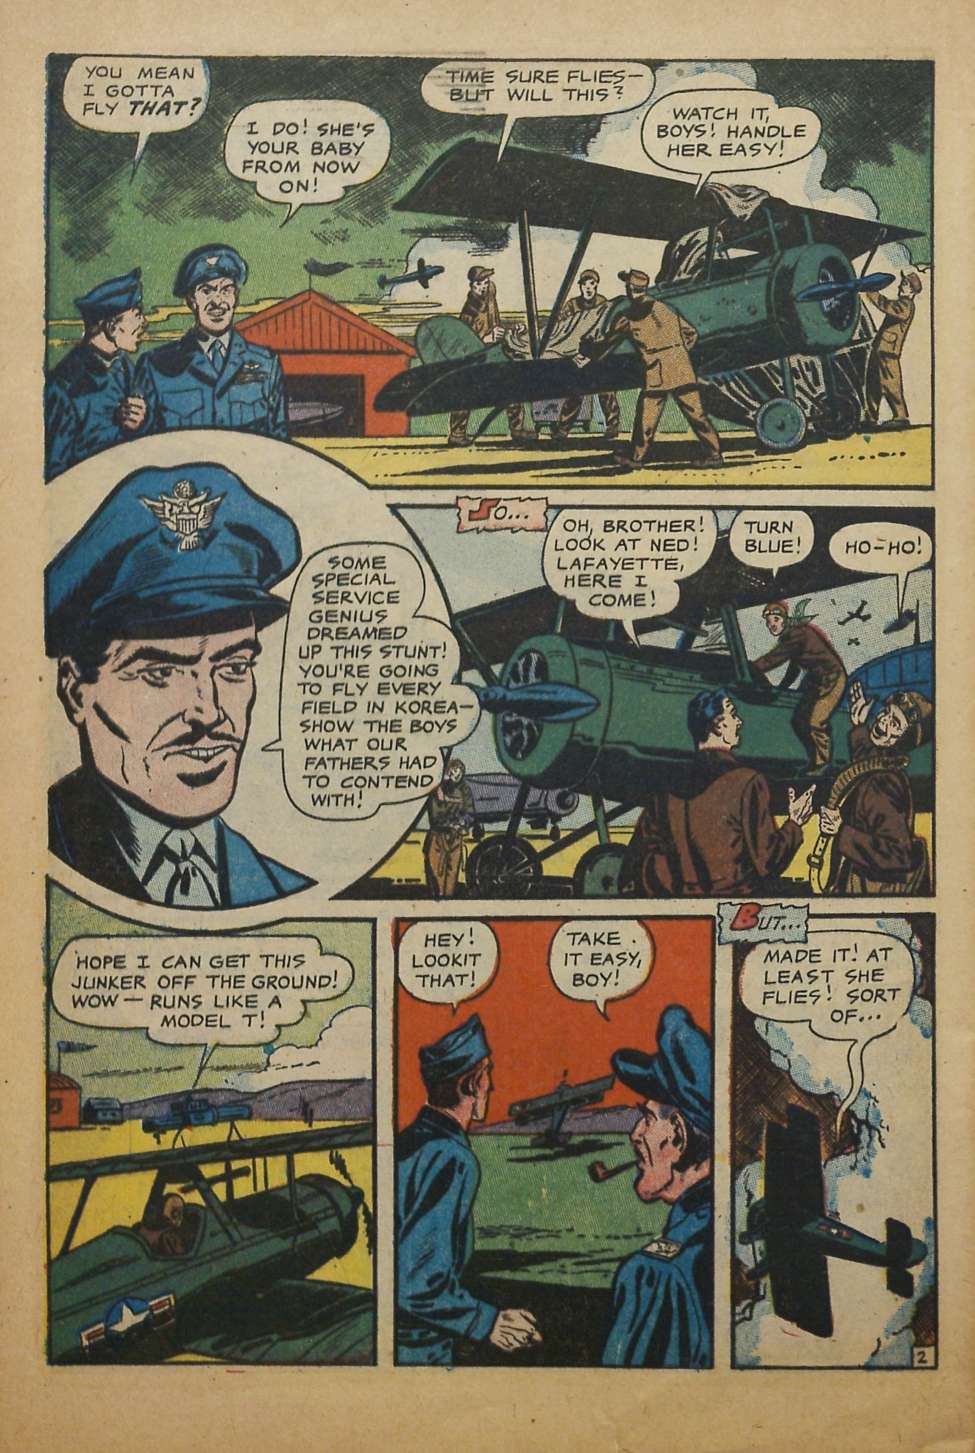 YOU MEAN
I GOTTA
FLY THAT?
I DO! SHE'S
YOUR BABY
FROM NOW
ON!
TIME SURE FLIES—
BUT WILL THIS?
WATCH IT,
BOYS! HANDLE
HER EASY!
SOME
SPECIAL
SERVICE
GENIUS
DREAMED
UP THIS STUNT!
YOU'RE GOING
TO FLY EVERY
FIELD IN KOREA—
SHOW THE BOYS
WHAT OUR
FATHERS HAD
TO CONTEND
WITH!
SO...
OH, BROTHER!
LOOK AT NED!
LAFAYETTE,
HERE I
COME!
TURN
BLUE!
HO-HO!
HOPE I CAN GET THIS
JUNKER OFF THE GROUND!
WOW — RUNS LIKE A
MODEL T!
HEY!
LOOKIT
THAT!
TAKE
IT EASY,
BOY!
BUT...
MADE IT! AT
LEAST SHE
FLIES! SORT
OF...
2